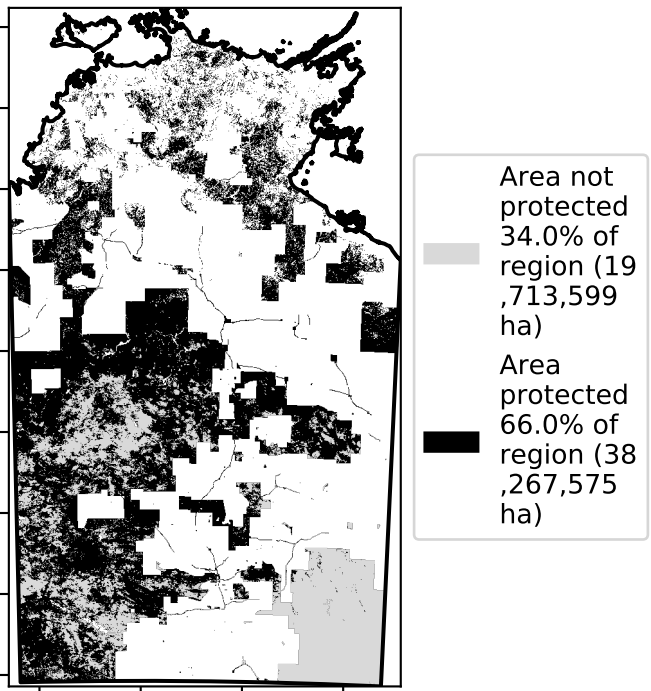 Area not
protected
34.0% of
region (19
,713,599
ha)
Area
protected
66.0% of
region (38
,267,575
ha)